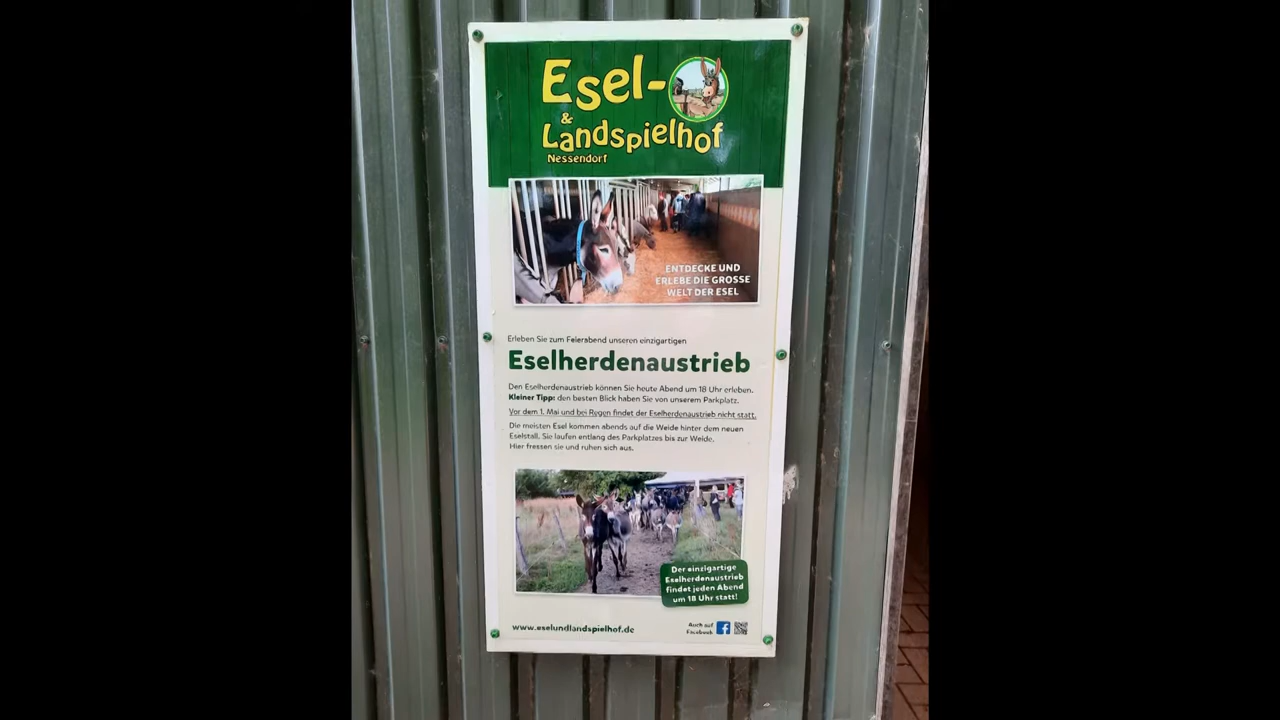 Esel-
&
Landspielhof
Nessendorf
ENTDECKE UND
ERLEBE DIE GROSSE
WELT DER ESEL
Erleben Sie zum Feierabend unseren einzigartigen
Eselherdenaustrieb
Den Eselherdenaustrieb können Sie heute Abend um 18 Uhr erleben.
Kleiner Tipp: den besten Blick haben Sie von unserem Parkplatz.
Vor dem 1. Mai und bei Regen findet der Eselherdenaustrieb nicht statt.
Die meisten Esel kommen abends auf die Weide hinter dem neuen
Eselstall. Sie laufen entlang des Parkplatzes bis zur Weide.
Hier fressen sie und ruhen sich aus.
Der einzigartige
Eselherdenaustrieb
findet jeden Abend
um 18 Uhr statt!
www.eselundlandspielhof.de
Auch auf
Facebook